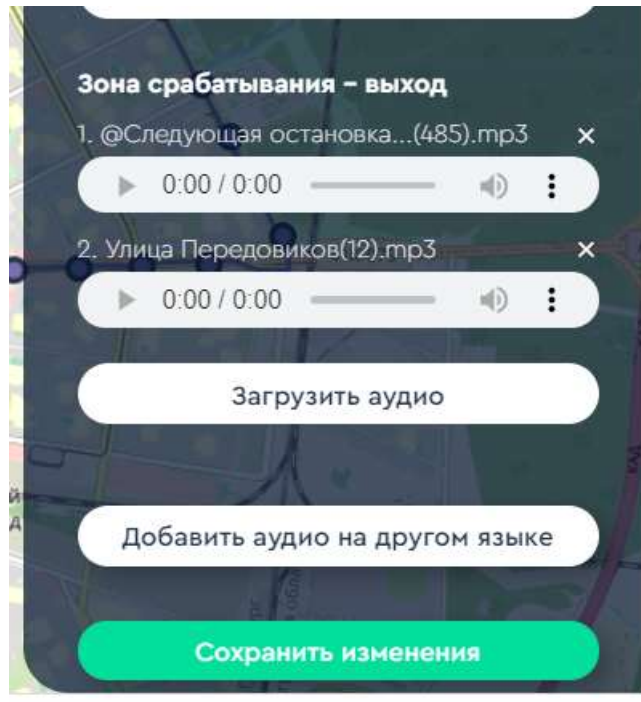 Зона срабатывания – выход
1. @Следующая остановка...(485).mp3 ×
0:00 / 0:00
2. Улица Передовиков(12).mp3 ×
0:00 / 0:00
Загрузить аудио
Добавить аудио на другом языке
Сохранить изменения